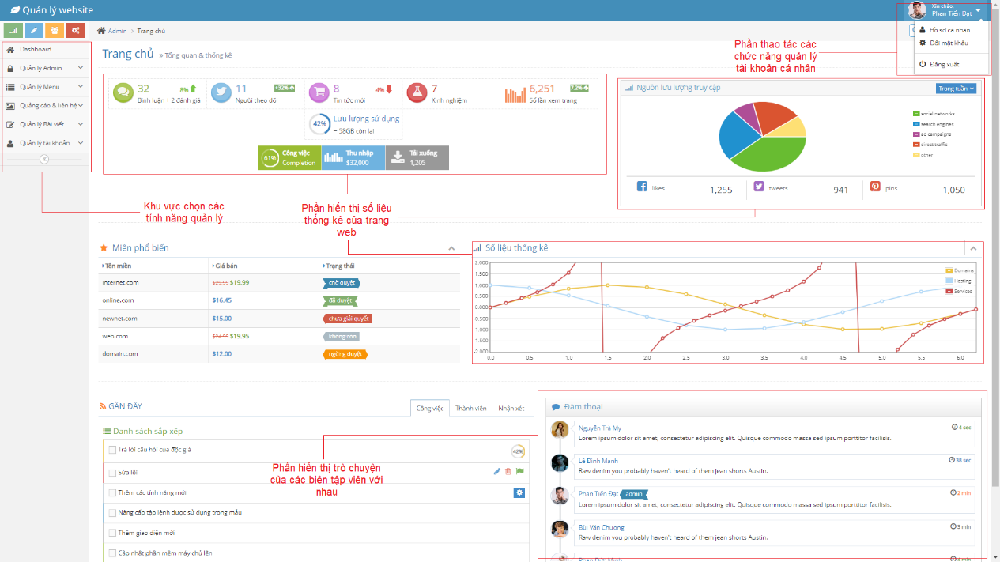 Quản lý website
Xin chào,
Phan Tiến Đạt
Admin
Trang chủ
Hồ sơ cá nhân
Đổi mật khẩu
Đăng xuất
Dashboard
Quản lý Admin
Quản lý Menu
Quảng cáo & liên hệ
Quản lý Bài viết
Quản lý tài khoản
Trang chủ » Tổng quan & thống kê
Phần thao tác các
chức năng quản lý
tài khoản cá nhân
32 8%
Bình luận + 2 đánh giá
11 +32%
Người theo dõi
8 4%
Tin tức mới
7
Kinh nghiệm
6,251 7.2%
Số lần xem trang
42% Lưu lượng sử dụng
~ 58GB còn lại
61% Công việc
Completion
Thu nhập
$32,000
Tải xuống
1,205
Nguồn lưu lượng truy cập
Trong tuần
social networks
search engines
ad campaigns
direct traffic
other
likes 1,255
tweets 941
pins 1,050
Khu vực chọn các
tính năng quản lý
Phần hiển thị số liệu
thống kê của trang
web
Miền phổ biến
Tên miền Giá bán Trạng thái
internet.com $29.99 $19.99 chờ duyệt
online.com $16.45 đã duyệt
newnet.com $15.00 chưa giải quyết
web.com $24.99 $19.95 không còn
domain.com $12.00 ngừng duyệt
Số liệu thống kê
2.000
1.500
1.000
0.500
0.000
-0.500
-1.000
-1.500
-2.000
0.0 0.5 1.0 1.5 2.0 2.5 3.0 3.5 4.0 4.5 5.0 5.5 6.0
Domains
Hosting
Services
GẦN ĐÂY
Công việc Thành viên Nhận xét
Danh sách sắp xếp
Trả lời câu hỏi của độc giả 42%
Sửa lỗi
Thêm các tính năng mới
Nâng cấp tập lệnh được sử dụng trong mẫu
Thêm giao diện mới
Cập nhật phần mềm máy chủ lên
Phần hiển thị trò chuyện
của các biên tập viên với
nhau
Đàm thoại
Nguyễn Trà My 4 sec
Lorem ipsum dolor sit amet, consectetur adipiscing elit. Quisque commodo massa sed ipsum porttitor facilisis.
Lê Đình Mạnh 38 sec
Raw denim you probably haven't heard of them jean shorts Austin.
Phan Tiến Đạt admin 2 min
Lorem ipsum dolor sit amet, consectetur adipiscing elit. Quisque commodo massa sed ipsum porttitor facilisis.
Bùi Văn Chương 3 min
Raw denim you probably haven't heard of them jean shorts Austin.
Phan Đức Minh 4 min